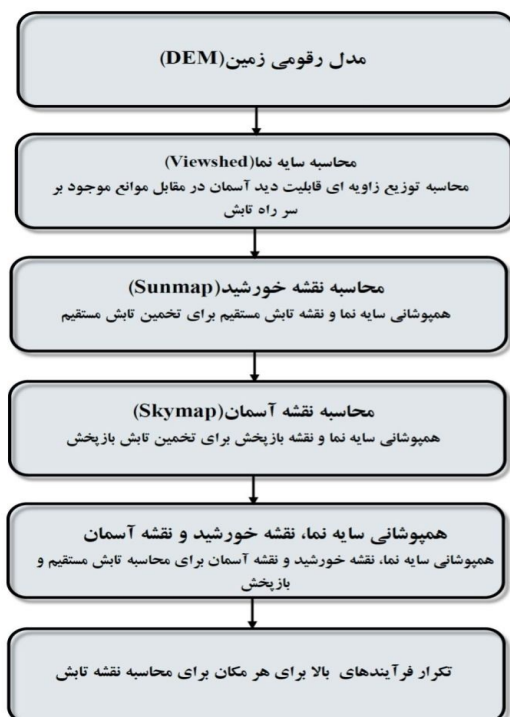 مدل رقومی زمین(DEM)
محاسبه سایه نما(Viewshed)
محاسبه توزیع زاویه ای قابلیت دید آسمان در مقابل موانع موجود بر
سر راه تابش
محاسبه نقشه خورشید(Sunmap)
همپوشانی سایه نما و نقشه تابش مستقیم برای تخمین تابش مستقیم
محاسبه نقشه آسمان(Skymap)
همپوشانی سایه نما و نقشه بازپخش برای تخمین تابش بازپخش
همپوشانی سایه نما، نقشه خورشید و نقشه آسمان
همپوشانی سایه نما، نقشه خورشید و نقشه آسمان برای محاسبه تابش مستقیم و
بازپخش
تکرار فرآیندهای بالا برای هر مکان برای محاسبه نقشه تابش